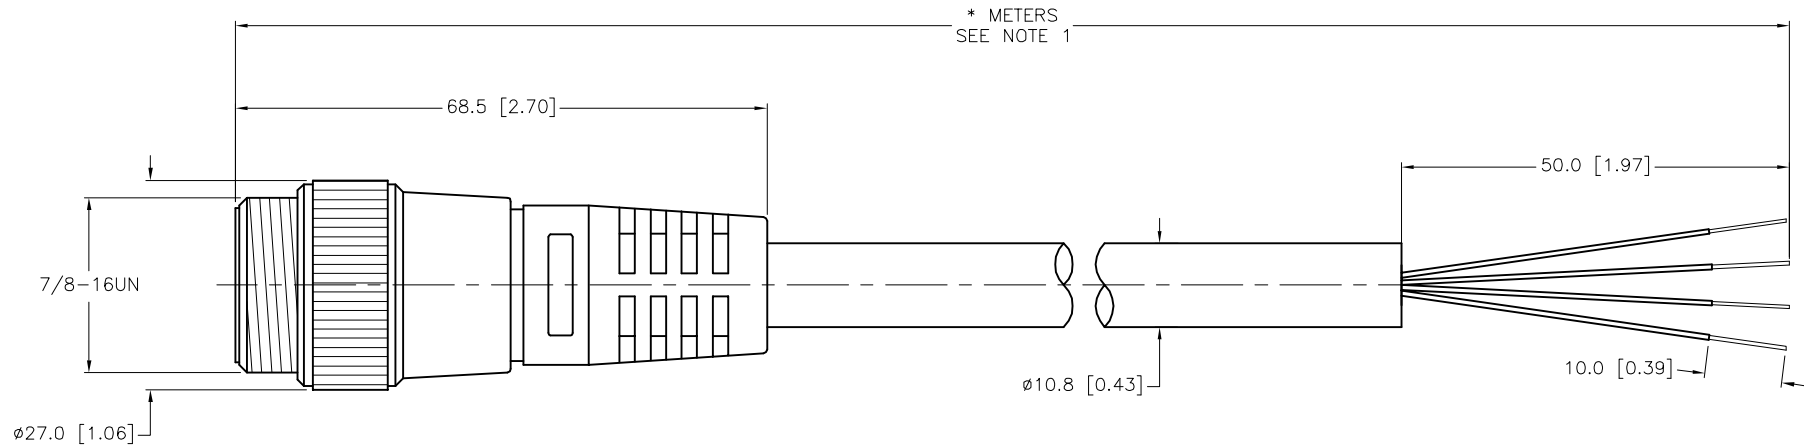 * METERS
SEE NOTE 1
68.5 [2.70]
50.0 [1.97]
7/8-16UN
10.0 [0.39]
ø10.8 [0.43]
ø27.0 [1.06]